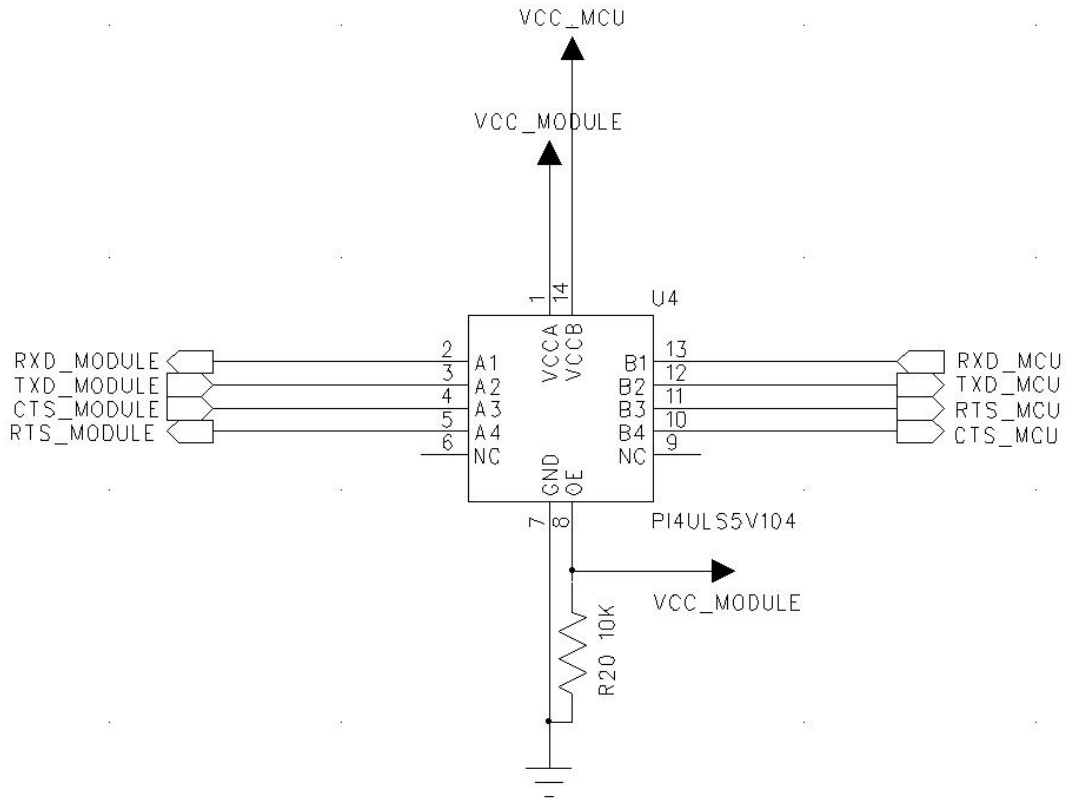 VCC_MCU
VCC_MODULE
1
14
U4
VCCA
VCCB
RXD_MODULE 2 A1 B1 13 RXD_MCU
TXD_MODULE 3 A2 B2 12 TXD_MCU
CTS_MODULE 4 A3 B3 11 RTS_MCU
RTS_MODULE 5 A4 B4 10 CTS_MCU
6 NC NC 9
GND
OE
7
8
PI4ULS5V104
VCC_MODULE
R20 10K